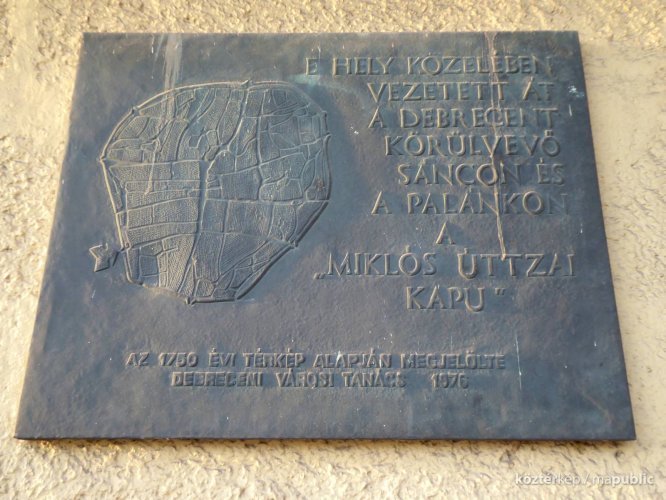 E HELY KÖZELÉBEN
VEZETETT ÁT
A DEBRECENT
KÖRÜLVEVŐ
SÁNCON ÉS
A PALÁNKON
A
„MIKLÓS UTTZAI
KAPU”
AZ 1750 ÉVI TÉRKÉP ALAPJÁN MEGJELÖLTE
DEBRECENI VÁROSI TANÁCS 1976
köztérkép/mapublic